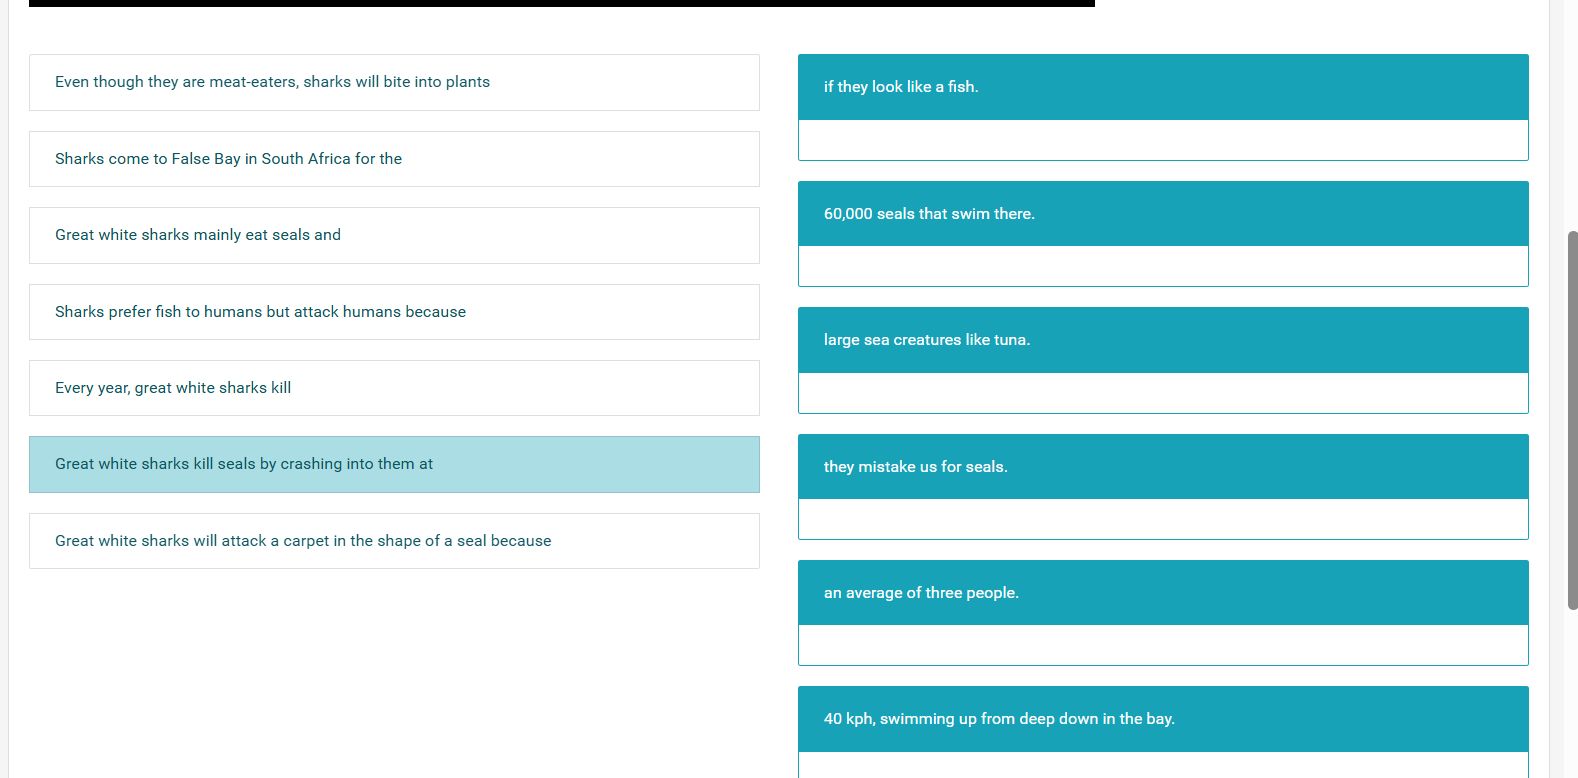 Even though they are meat-eaters, sharks will bite into plants
Sharks come to False Bay in South Africa for the
Great white sharks mainly eat seals and
Sharks prefer fish to humans but attack humans because
Every year, great white sharks kill
Great white sharks kill seals by crashing into them at
Great white sharks will attack a carpet in the shape of a seal because
if they look like a fish.
60,000 seals that swim there.
large sea creatures like tuna.
they mistake us for seals.
an average of three people.
40 kph, swimming up from deep down in the bay.